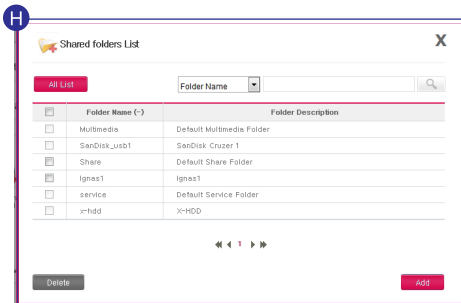 H
Shared folders List
X
All List
Folder Name
Folder Name (-) Folder Description
Multimedia Default Multimedia Folder
SanDisk_usb1 SanDisk Cruzer 1
Share Default Share Folder
Ignas1 Ignas1
service Default Service Folder
x-hdd X-HDD
1
Delete Add